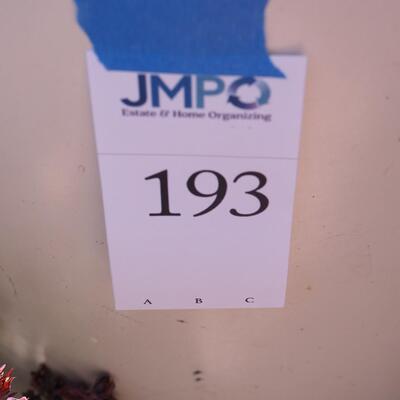 JMPO
Estate & Home Organizing
193
A B C